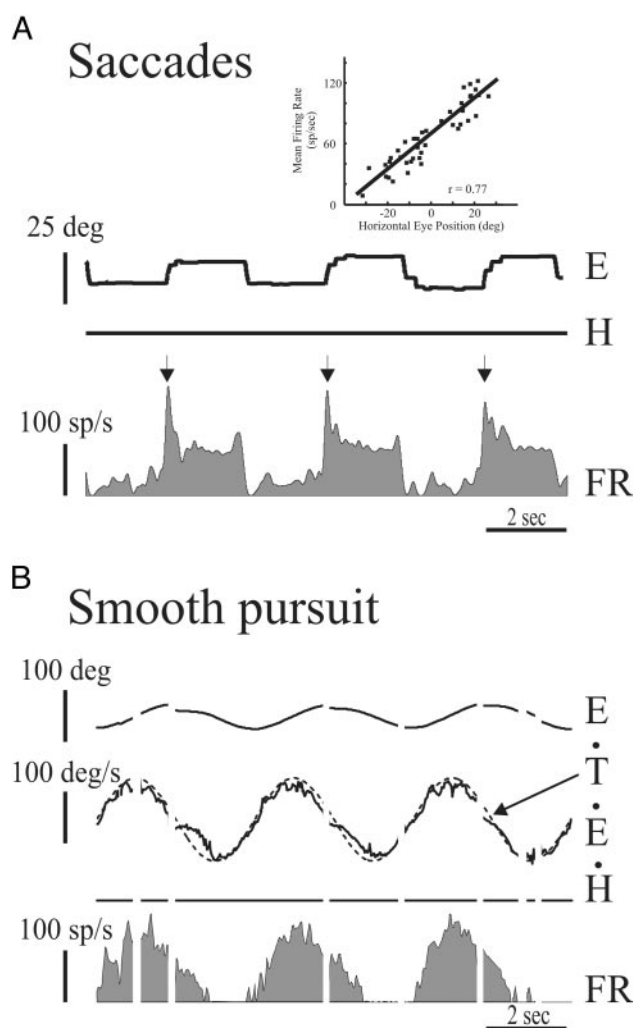 A
Saccades
120
60
0
Mean Firing Rate
(sp/sec)
r = 0.77
-20 0 20
Horizontal Eye Position (deg)
25 deg
E
H
100 sp/s
FR
2 sec
B
Smooth pursuit
100 deg
E
100 deg/s
Ṫ
Ė
Ḣ
100 sp/s
FR
2 sec